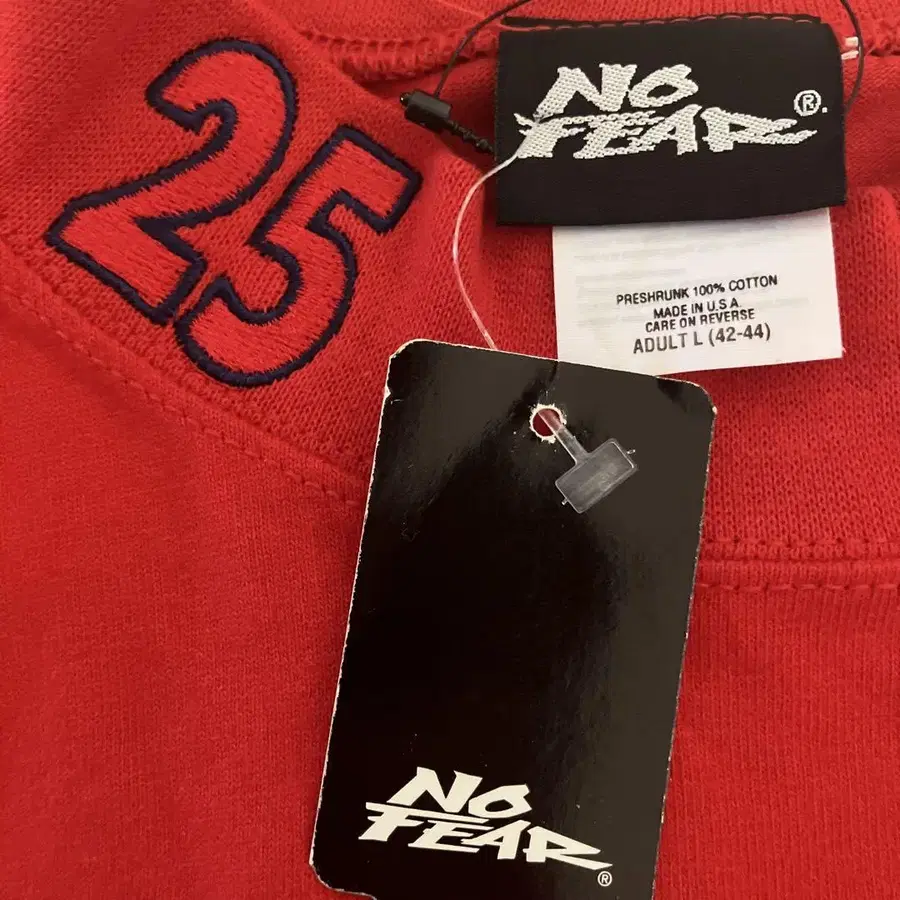 25
NO
FEAR®.
PRESHRUNK 100% COTTON
MADE IN U.S.A.
CARE ON REVERSE
ADULT L (42-44)
NO
FEAR®